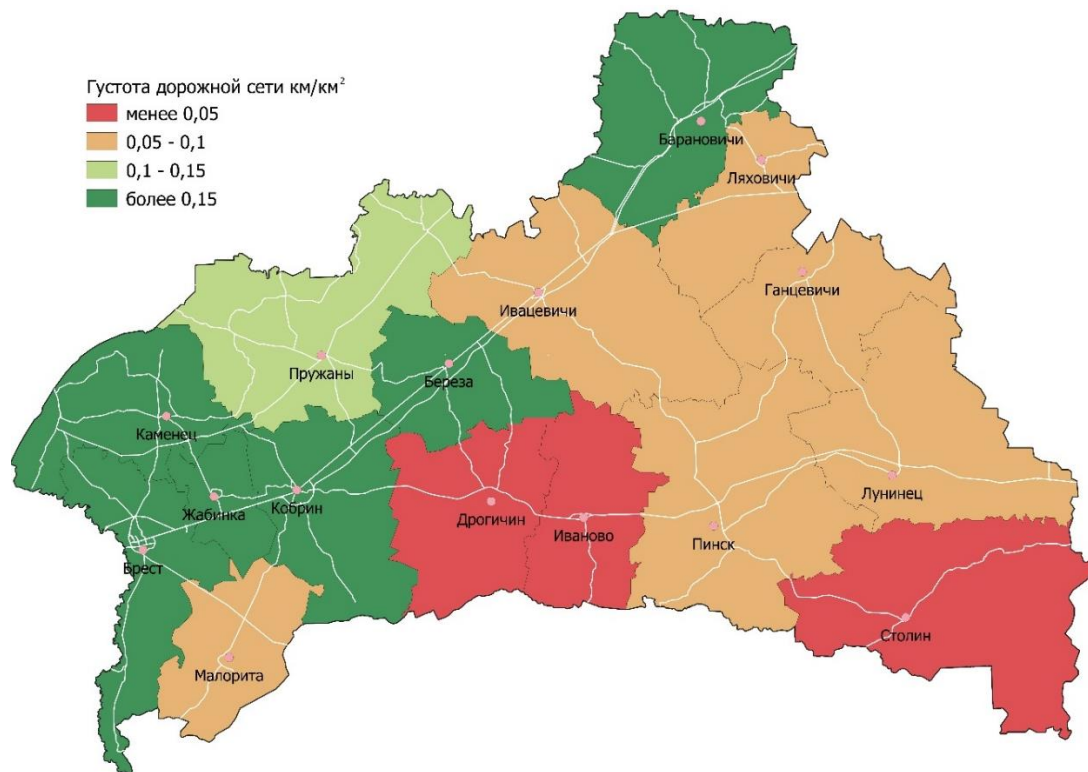 Густота дорожной сети км/км²
менее 0,05
0,05 - 0,1
0,1 - 0,15
более 0,15
Барановичи
Ляховичи
Ганцевичи
Ивацевичи
Пружаны
Береза
Каменец
Жабинка
Кобрин
Дрогичин
Иваново
Пинск
Лунинец
Брест
Столин
Малорита